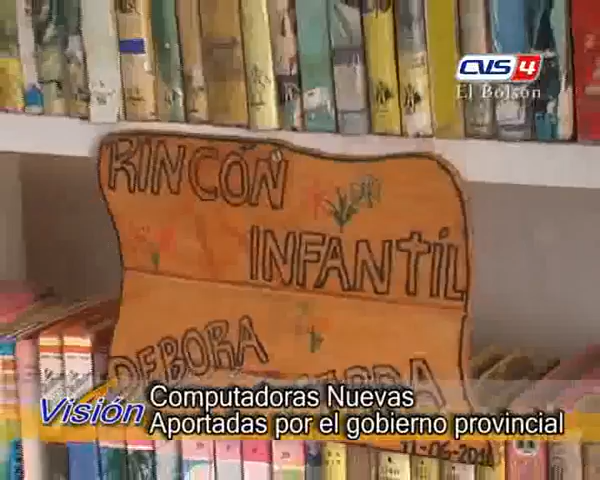 CVS 4
El Bolsón
RINCÓN
INFANTIL
DEBORA
Visión
Computadoras Nuevas
Aportadas por el gobierno provincial